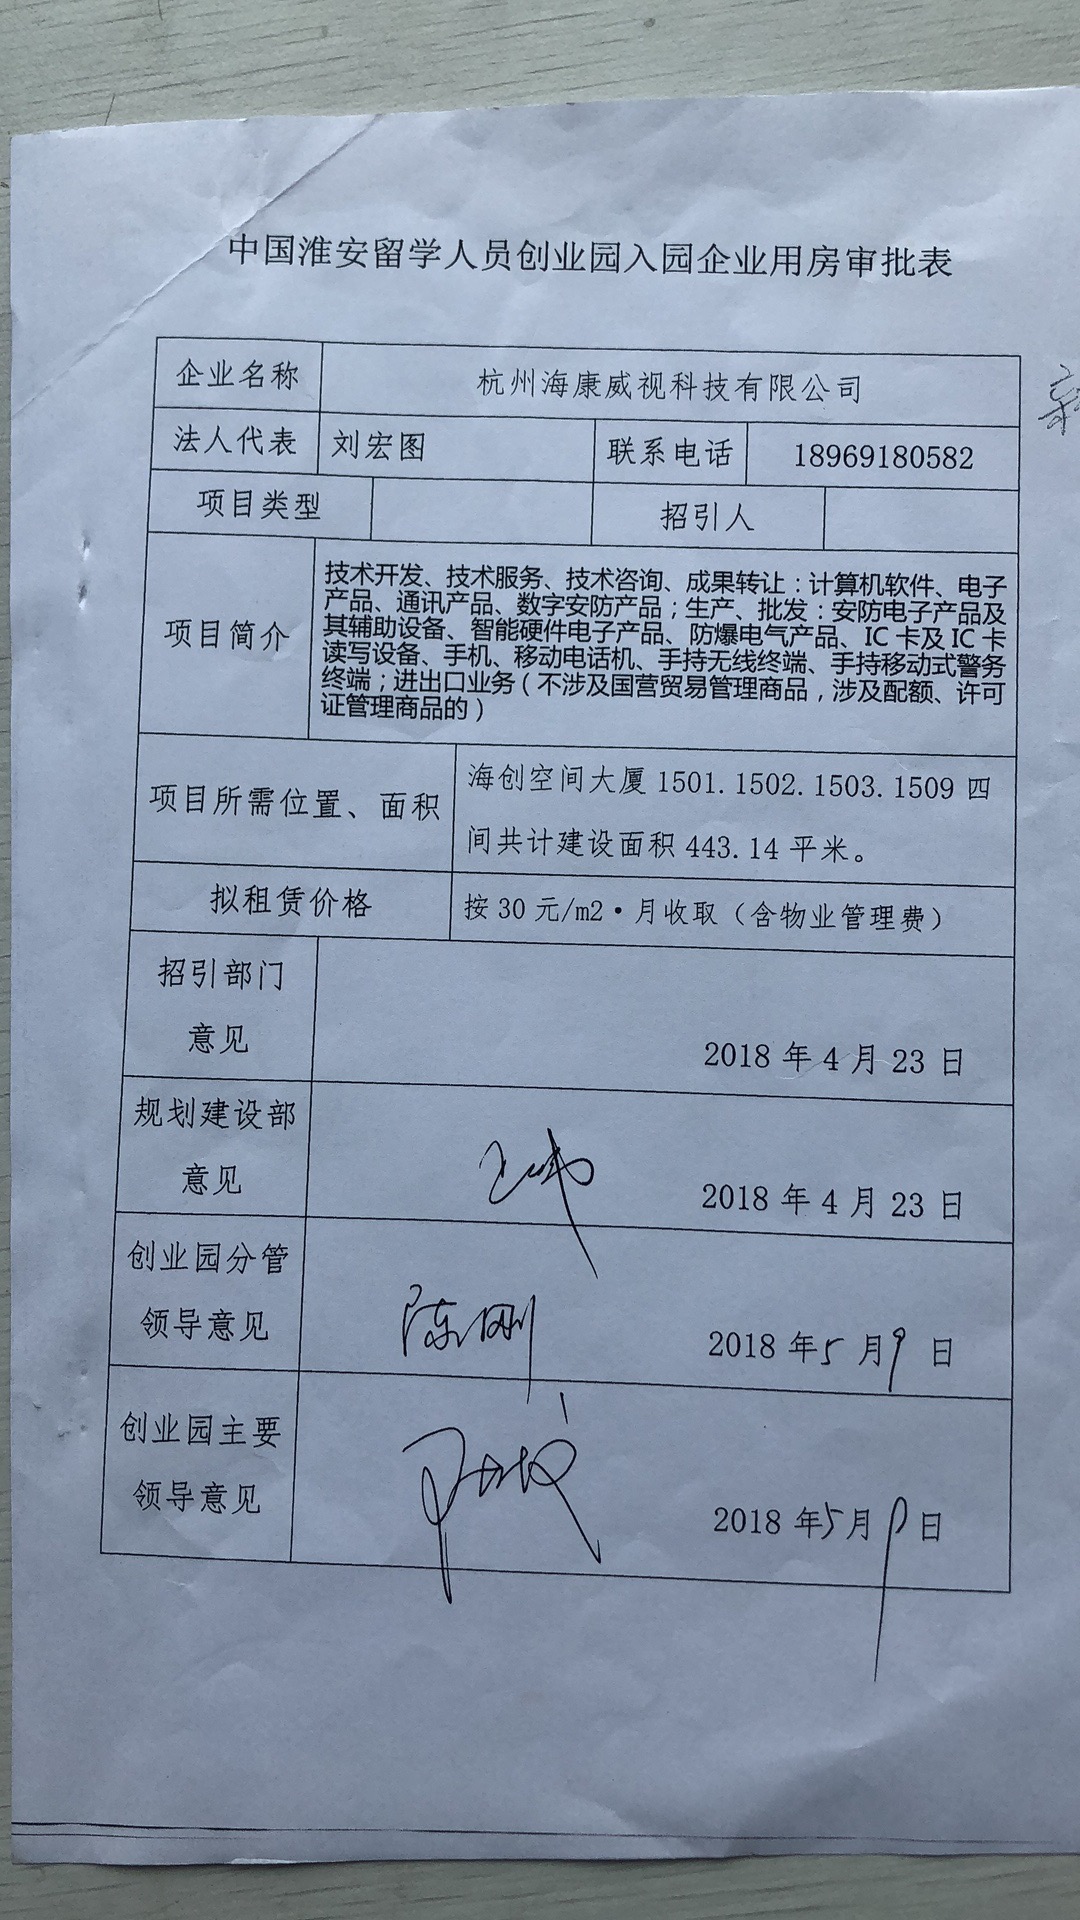 中国淮安留学人员创业园入园企业用房审批表
企业名称 杭州海康威视科技有限公司
法人代表 刘宏图 联系电话 18969180582
项目类型 招引人
项目简介
技术开发、技术服务、技术咨询、成果转让：计算机软件、电子
产品、通讯产品、数字安防产品；生产、批发：安防电子产品及
其辅助设备、智能硬件电子产品、防爆电气产品、IC 卡及 IC 卡
读写设备、手机、移动电话机、手持无线终端、手持移动式警务
终端；进出口业务（不涉及国营贸易管理商品，涉及配额、许可
证管理商品的）
项目所需位置、面积
海创空间大厦 1501.1502.1503.1509 四
间共计建设面积 443.14 平米。
拟租赁价格 按 30 元/m2·月收取（含物业管理费）
招引部门
意见
2018 年 4 月 23 日
规划建设部
意见
2018 年 4 月 23 日
创业园分管
领导意见
陈刚
2018 年 5 月 9 日
创业园主要
领导意见
2018 年 5 月 9 日